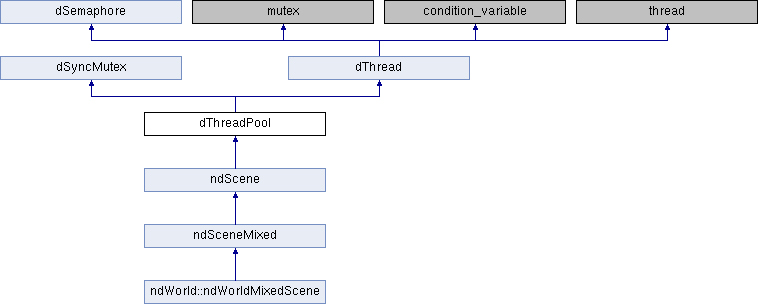 dSemaphore
mutex
condition_variable
thread
dSyncMutex
dThread
dThreadPool
ndScene
ndSceneMixed
ndWorld::ndWorldMixedScene